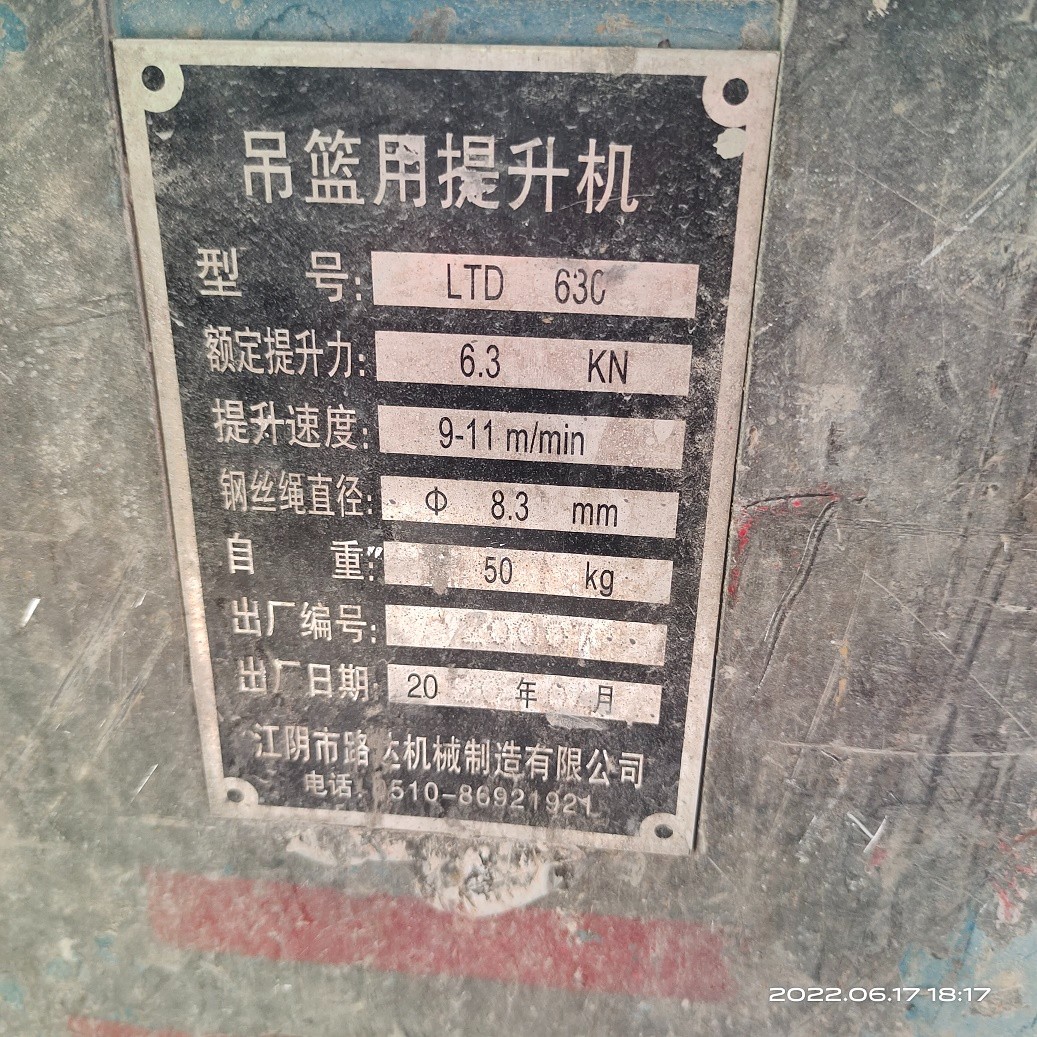 吊篮用提升机
型 号: LTD 630
额定提升力: 6.3 KN
提升速度: 9-11 m/min
钢丝绳直径: Φ 8.3 mm
自 重: 50 kg
出厂编号:
出厂日期: 20 年 月
江阴市路达机械制造有限公司
电话: 0510-86921921
2022.06.17 18:17